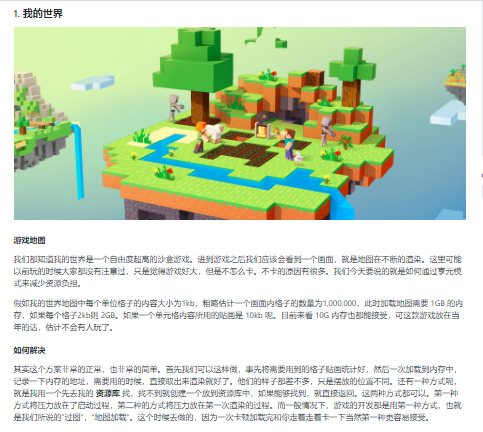 1. 我的世界
游戏地图
我们都知道我的世界是一个自由度超高的沙盒游戏。进到游戏之后我们应该会看到一个画面，就是地图在不断的渲染。这里可能
以前玩的时候大都没有注意过，只是觉得游戏好大，但是不怎么卡。不卡的原因有很多。我们今天要说的就是如何通过享元模
式来减少资源负担。
假如我的世界地图中每个单位格子的内容大小为1kb，粗略估计一个画面内格子的数量为1,000,000，此时加载地图需要 1GB 的内
存，如果每个格子2kb则 2GB。如果一个单元格内容所用的贴画是 10kb 呢。目前来看 10G 内存也都能接受，可这款游戏放在当
年的话，估计不会有人玩了。
如何解决
其实这个方案非常的正常，也非常的简单。首先我们可以这样做，事先将需要用到的格子贴画统计好，然后一次加载到内存中，
记录一下内存的地址，需要用的时候，直接取出来渲染就好了。他们的样子都差不多，只是摆放的位置不同。还有一种方式呢，
就是我用一个先去我的 资源库 找，找不到就创建一个放到资源库中，如果能够找到，就直接返回。这两种方式都可以。第一种
方式将压力放在了启动过程，第二种的方式将压力放在第一次渲染的过程。而一般情况下，游戏的开发都是用第一种方式，也就
是我们所说的"过图"，"地图加载"。这个时候去做的，因为一次卡顿加载完和你走着走着卡一下当然第一种更容易接受。